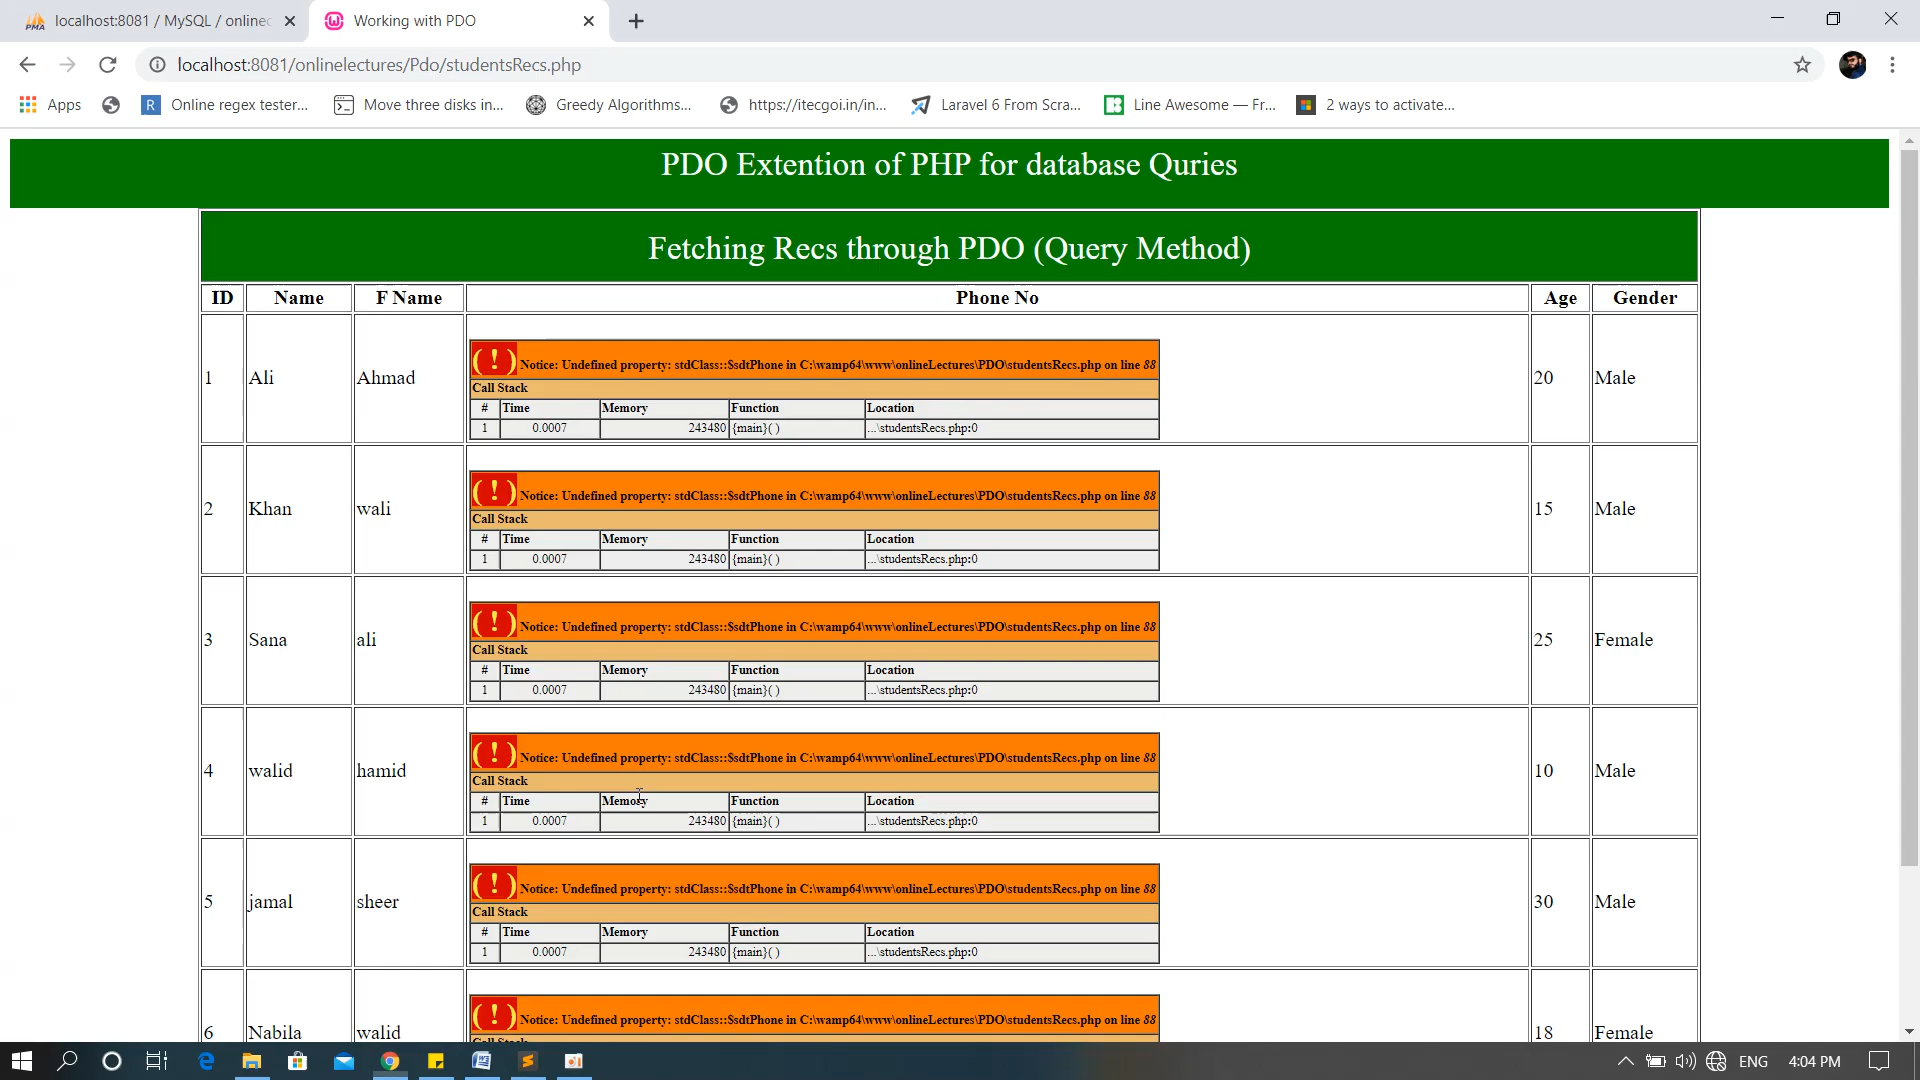 localhost:8081 / MySQL / onlinec
Working with PDO
localhost:8081/onlinelectures/Pdo/studentsRecs.php
Apps
R Online regex tester...
Move three disks in...
Greedy Algorithms...
https://itecgoi.in/in...
Laravel 6 From Scra...
Line Awesome — Fr...
2 ways to activate...
PDO Extention of PHP for database Quries
Fetching Recs through PDO (Query Method)
ID Name F Name Phone No Age Gender
1 Ali Ahmad 20 Male
( ! ) Notice: Undefined property: stdClass::$sdtPhone in C:\wamp64\www\onlineLectures\PDO\studentsRecs.php on line 88
Call Stack
# Time Memory Function Location
1 0.0007 243480 {main}( ) ...\studentsRecs.php:0
2 Khan wali 15 Male
( ! ) Notice: Undefined property: stdClass::$sdtPhone in C:\wamp64\www\onlineLectures\PDO\studentsRecs.php on line 88
Call Stack
# Time Memory Function Location
1 0.0007 243480 {main}( ) ...\studentsRecs.php:0
3 Sana ali 25 Female
( ! ) Notice: Undefined property: stdClass::$sdtPhone in C:\wamp64\www\onlineLectures\PDO\studentsRecs.php on line 88
Call Stack
# Time Memory Function Location
1 0.0007 243480 {main}( ) ...\studentsRecs.php:0
4 walid hamid 10 Male
( ! ) Notice: Undefined property: stdClass::$sdtPhone in C:\wamp64\www\onlineLectures\PDO\studentsRecs.php on line 88
Call Stack
# Time Memory Function Location
1 0.0007 243480 {main}( ) ...\studentsRecs.php:0
5 jamal sheer 30 Male
( ! ) Notice: Undefined property: stdClass::$sdtPhone in C:\wamp64\www\onlineLectures\PDO\studentsRecs.php on line 88
Call Stack
# Time Memory Function Location
1 0.0007 243480 {main}( ) ...\studentsRecs.php:0
6 Nabila walid 18 Female
( ! ) Notice: Undefined property: stdClass::$sdtPhone in C:\wamp64\www\onlineLectures\PDO\studentsRecs.php on line 88
ENG 4:04 PM